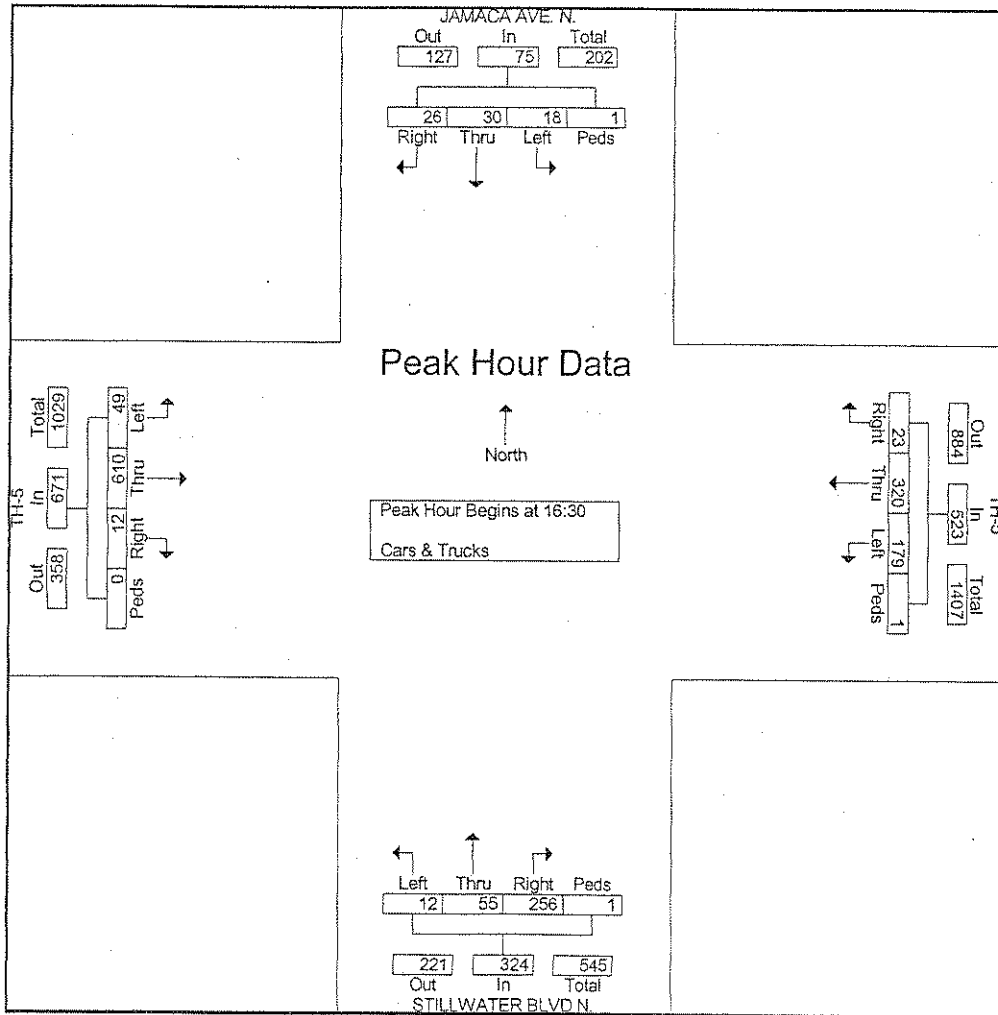 JAMACA AVE. N.
Out In Total
127 75 202
26 30 18 1
Right Thru Left Peds
Peak Hour Data
North
Peak Hour Begins at 16:30
Cars & Trucks
TH-5
Total In Out
1029 671 358
49 610 12 0
Left Thru Right Peds
Right Thru Left Peds
23 320 179 1
Out In Total
884 523 1407
TH-5
Left Thru Right Peds
12 55 256 1
221 324 545
Out In Total
STILLWATER BLVD N.